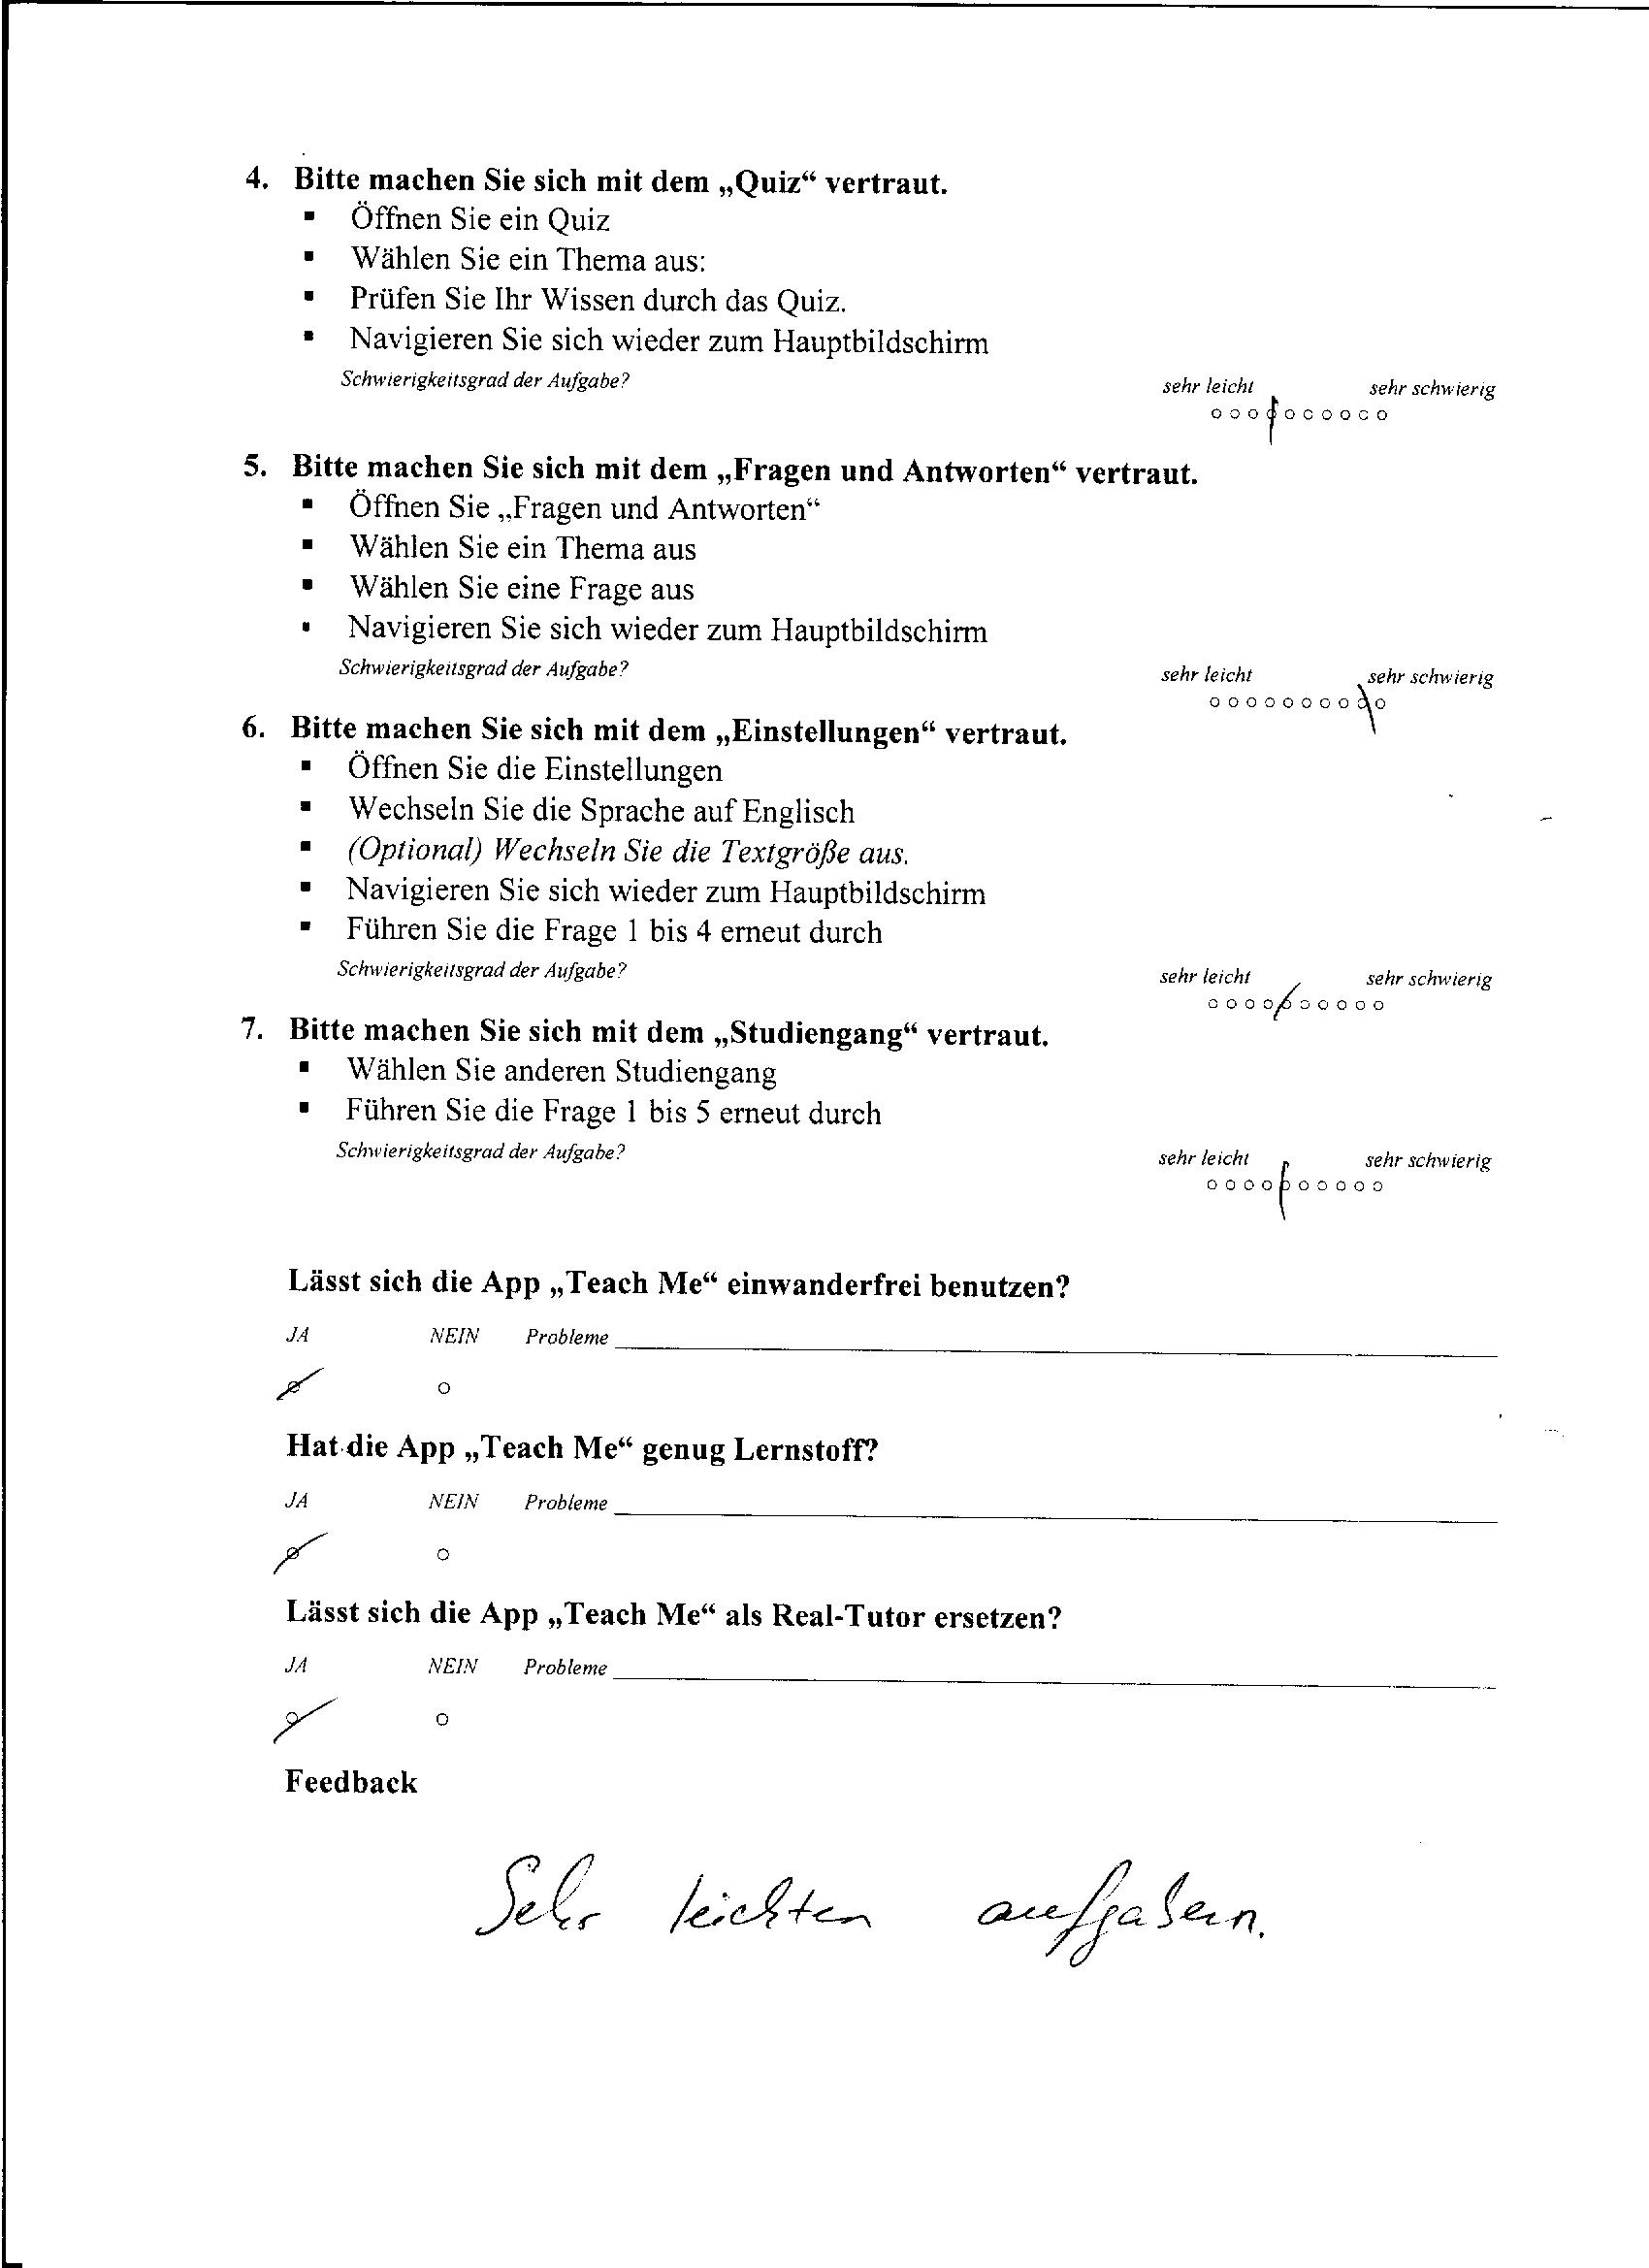 4. Bitte machen Sie sich mit dem „Quiz“ vertraut.
▪ Öffnen Sie ein Quiz
▪ Wählen Sie ein Thema aus:
▪ Prüfen Sie Ihr Wissen durch das Quiz.
▪ Navigieren Sie sich wieder zum Hauptbildschirm
Schwierigkeitsgrad der Aufgabe? sehr leicht sehr schwierig
5. Bitte machen Sie sich mit dem „Fragen und Antworten“ vertraut.
▪ Öffnen Sie „Fragen und Antworten“
▪ Wählen Sie ein Thema aus
▪ Wählen Sie eine Frage aus
▪ Navigieren Sie sich wieder zum Hauptbildschirm
Schwierigkeitsgrad der Aufgabe? sehr leicht sehr schwierig
6. Bitte machen Sie sich mit dem „Einstellungen“ vertraut.
▪ Öffnen Sie die Einstellungen
▪ Wechseln Sie die Sprache auf Englisch
▪ (Optional) Wechseln Sie die Textgröße aus.
▪ Navigieren Sie sich wieder zum Hauptbildschirm
▪ Führen Sie die Frage 1 bis 4 erneut durch
Schwierigkeitsgrad der Aufgabe? sehr leicht sehr schwierig
7. Bitte machen Sie sich mit dem „Studiengang“ vertraut.
▪ Wählen Sie anderen Studiengang
▪ Führen Sie die Frage 1 bis 5 erneut durch
Schwierigkeitsgrad der Aufgabe? sehr leicht sehr schwierig
Lässt sich die App „Teach Me“ einwanderfrei benutzen?
JA NEIN Probleme
Hat die App „Teach Me“ genug Lernstoff?
JA NEIN Probleme
Lässt sich die App „Teach Me“ als Real-Tutor ersetzen?
JA NEIN Probleme
Feedback
Sehr leichten aufgaben.